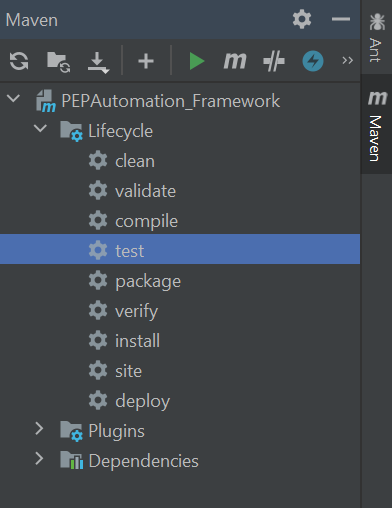 Maven
m
PEPAutomation_Framework
Lifecycle
clean
validate
compile
test
package
verify
install
site
deploy
Plugins
Dependencies
Ant
m
Maven